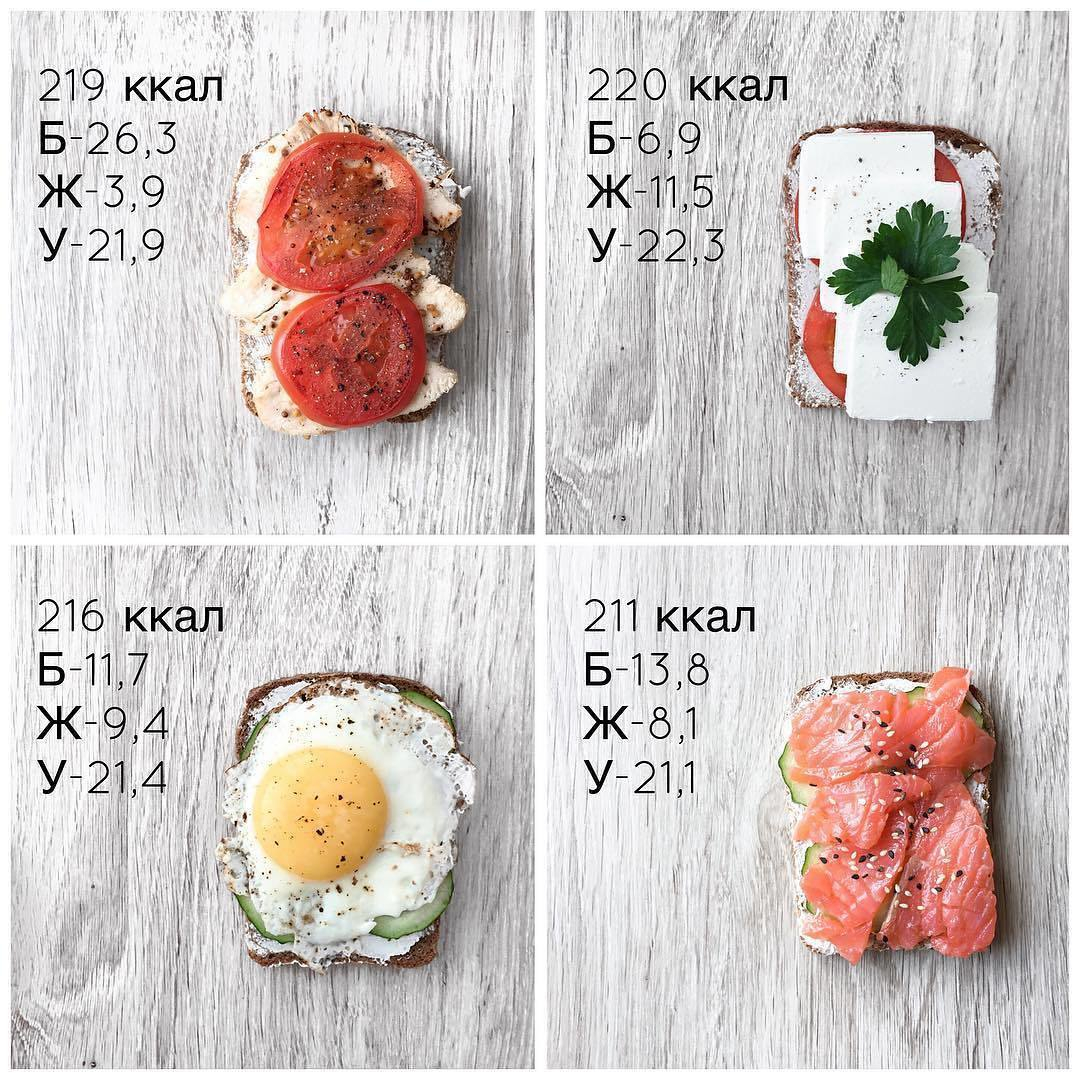 219 ккал
Б-26,3
Ж-3,9
У-21,9
220 ккал
Б-6,9
Ж-11,5
У-22,3
216 ккал
Б-11,7
Ж-9,4
У-21,4
211 ккал
Б-13,8
Ж-8,1
У-21,1